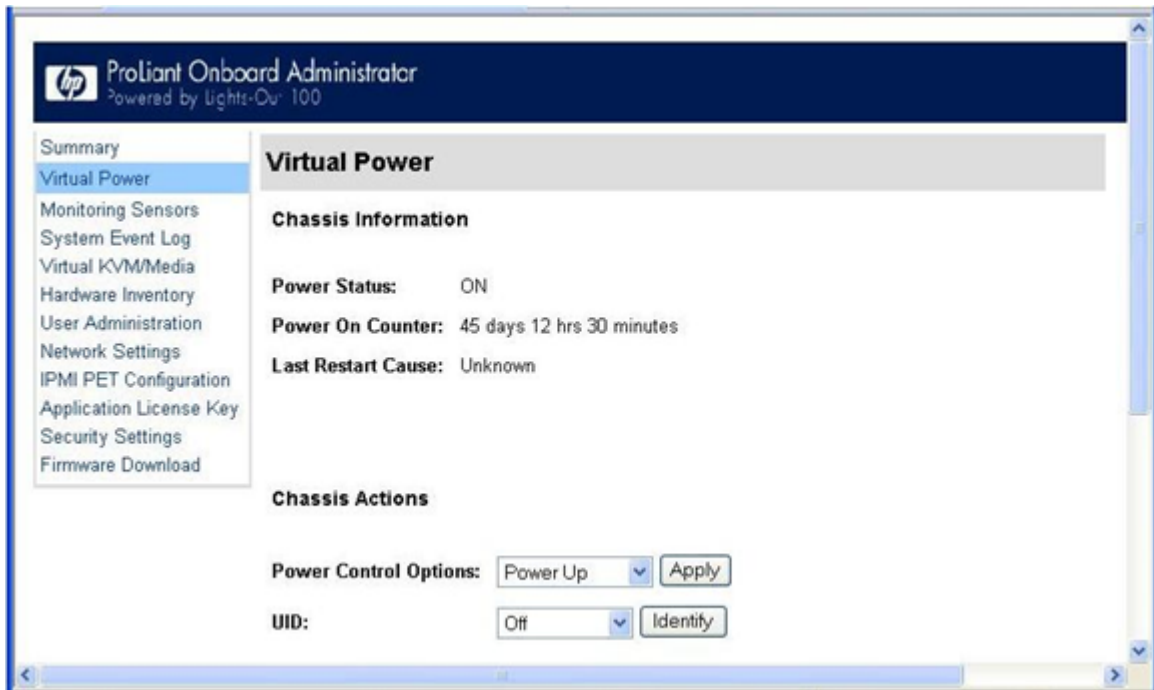 hp
ProLiant Onboard Administrator
Powered by Lights-Out 100
Summary
Virtual Power
Monitoring Sensors
System Event Log
Virtual KVM/Media
Hardware Inventory
User Administration
Network Settings
IPMI PET Configuration
Application License Key
Security Settings
Firmware Download
Virtual Power
Chassis Information
Power Status: ON
Power On Counter: 45 days 12 hrs 30 minutes
Last Restart Cause: Unknown
Chassis Actions
Power Control Options: Power Up Apply
UID: Off Identify